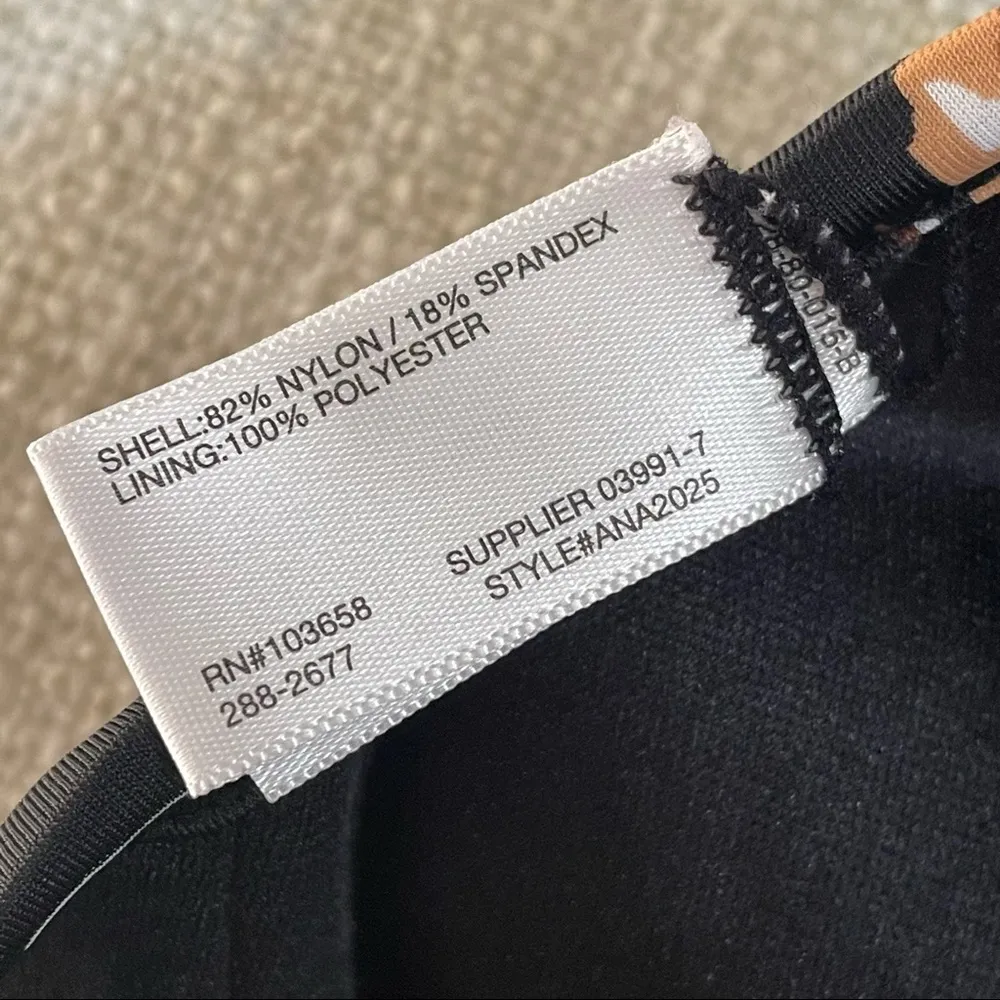 SHELL:82% NYLON / 18% SPANDEX
LINING:100% POLYESTER
SUPPLIER 03991-7
STYLE#ANA2025
RN#103658
288-2677